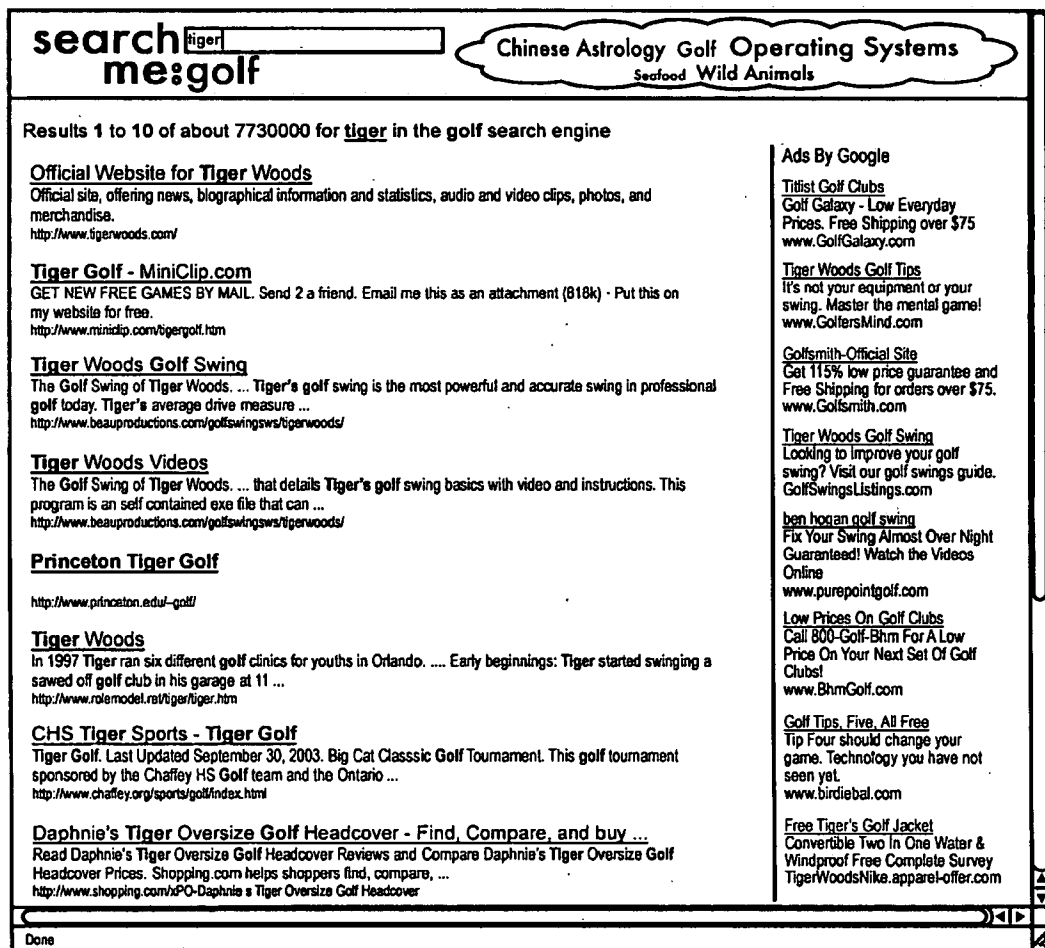 search tiger
me:golf
Chinese Astrology Golf Operating Systems
Seafood Wild Animals
Results 1 to 10 of about 7730000 for tiger in the golf search engine
Official Website for Tiger Woods
Official site, offering news, biographical information and statistics, audio and video clips, photos, and
merchandise.
http://www.tigerwoods.com/
Tiger Golf - MiniClip.com
GET NEW FREE GAMES BY MAIL. Send 2 a friend. Email me this as an attachment (818k) - Put this on
my website for free.
http://www.miniclip.com/tigergolf.htm
Tiger Woods Golf Swing
The Golf Swing of Tiger Woods. ... Tiger's golf swing is the most powerful and accurate swing in professional
golf today. Tiger's average drive measure ...
http://www.beauproductions.com/golfswingsws/tigerwoods/
Tiger Woods Videos
The Golf Swing of Tiger Woods. ... that details Tiger's golf swing basics with video and instructions. This
program is an self contained exe file that can ...
http://www.beauproductions.com/golfswingsws/tigerwoods/
Princeton Tiger Golf
http://www.princeton.edu/~golf/
Tiger Woods
In 1997 Tiger ran six different golf clinics for youths in Orlando. .... Early beginnings: Tiger started swinging a
sawed off golf club in his garage at 11 ...
http://www.rolemodel.net/tiger/tiger.htm
CHS Tiger Sports - Tiger Golf
Tiger Golf. Last Updated September 30, 2003. Big Cat Classsic Golf Tournament. This golf tournament
sponsored by the Chaffey HS Golf team and the Ontario ...
http://www.chaffey.org/sports/golf/index.html
Daphnie's Tiger Oversize Golf Headcover - Find, Compare, and buy ...
Read Daphnie's Tiger Oversize Golf Headcover Reviews and Compare Daphnie's Tiger Oversize Golf
Headcover Prices. Shopping.com helps shoppers find, compare, ...
http://www.shopping.com/xPO-Daphnie s Tiger Oversize Golf Headcover
Ads By Google
Titlist Golf Clubs
Golf Galaxy - Low Everyday
Prices. Free Shipping over $75
www.GolfGalaxy.com
Tiger Woods Golf Tips
It's not your equipment or your
swing. Master the mental game!
www.GolfersMind.com
Golfsmith-Official Site
Get 115% low price guarantee and
Free Shipping for orders over $75.
www.Golfsmith.com
Tiger Woods Golf Swing
Looking to improve your golf
swing? Visit our golf swings guide.
GolfSwingsListings.com
ben hogan golf swing
Fix Your Swing Almost Over Night
Guaranteed! Watch the Videos
Online
www.purepointgolf.com
Low Prices On Golf Clubs
Call 800-Golf-Bhm For A Low
Price On Your Next Set Of Golf
Clubs!
www.BhmGolf.com
Golf Tips, Five, All Free
Tip Four should change your
game. Technology you have not
seen yet.
www.birdiebal.com
Free Tiger's Golf Jacket
Convertible Two In One Water &
Windproof Free Complete Survey
TigerWoodsNike.apparel-offer.com
Done